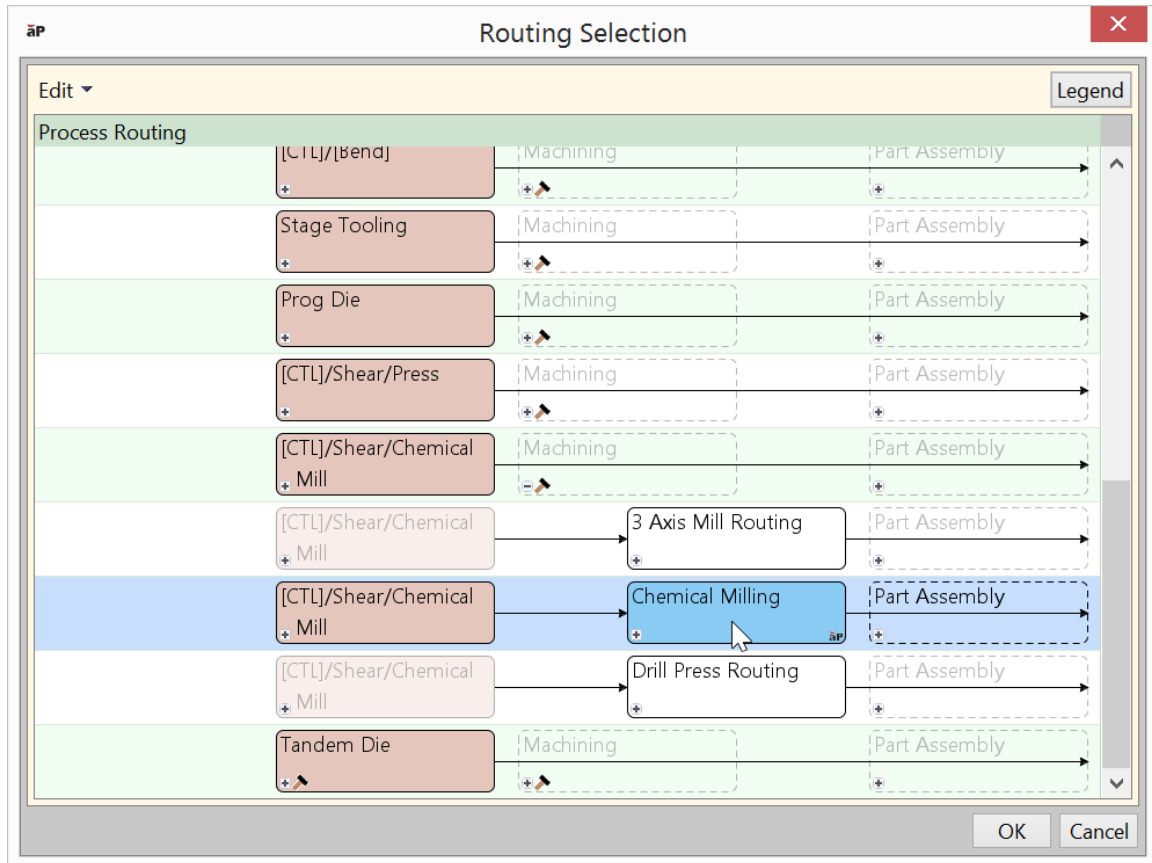 ăP
Routing Selection
Edit
Legend
Process Routing
[CTL]/[Bend]
Machining
Part Assembly
Stage Tooling
Machining
Part Assembly
Prog Die
Machining
Part Assembly
[CTL]/Shear/Press
Machining
Part Assembly
[CTL]/Shear/Chemical
Mill
Machining
Part Assembly
[CTL]/Shear/Chemical
Mill
3 Axis Mill Routing
Part Assembly
[CTL]/Shear/Chemical
Mill
Chemical Milling
ăP
Part Assembly
[CTL]/Shear/Chemical
Mill
Drill Press Routing
Part Assembly
Tandem Die
Machining
Part Assembly
OK
Cancel